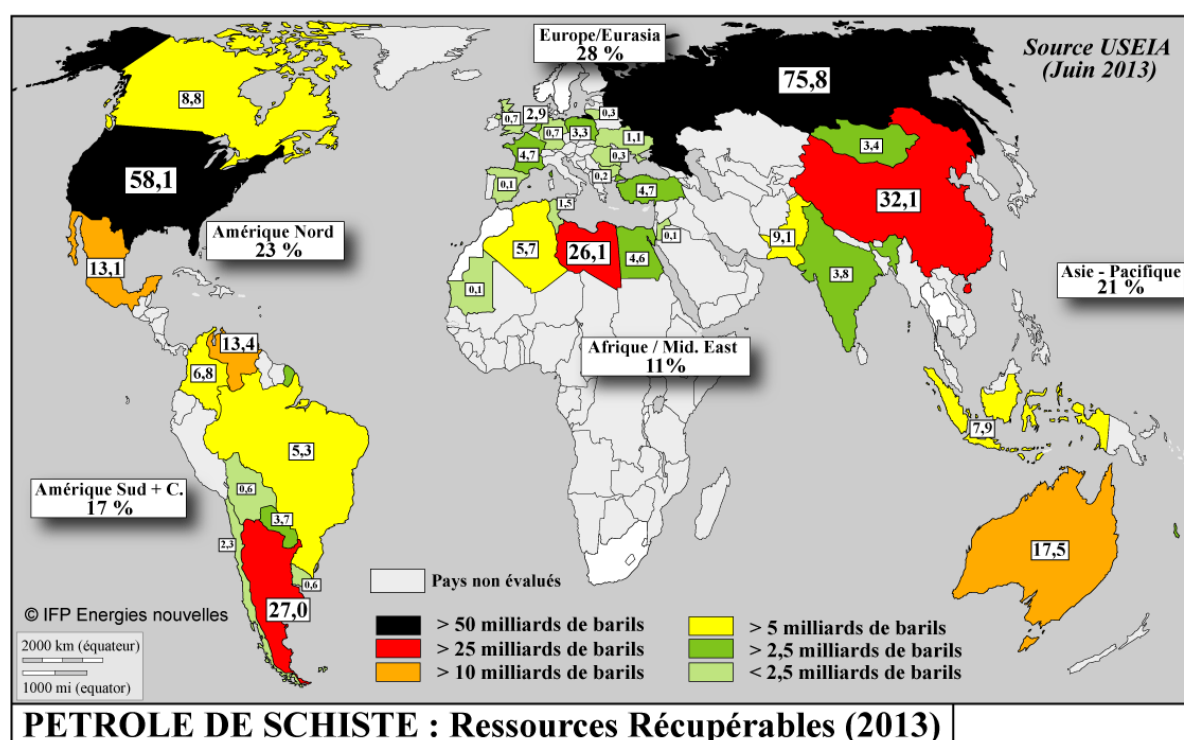 Europe/Eurasia
28 %
Source USEIA
(Juin 2013)
75,8
8,8
0,7
2,9
0,3
0,7
3,3
1,1
4,7
0,3
0,2
0,1
4,7
3,4
58,1
32,1
1,5
Amérique Nord
23 %
5,7
26,1
4,6
0,1
9,1
3,8
13,1
0,1
Asie - Pacifique
21 %
13,4
6,8
Afrique / Mid. East
11%
5,3
7,9
Amérique Sud + C.
17 %
0,6
3,7
2,3
17,5
0,6
27,0
Pays non évalués
© IFP Energies nouvelles
> 50 milliards de barils
> 25 milliards de barils
> 10 milliards de barils
> 5 milliards de barils
> 2,5 milliards de barils
< 2,5 milliards de barils
2000 km (équateur)
1000 mi (equator)
PETROLE DE SCHISTE : Ressources Récupérables (2013)